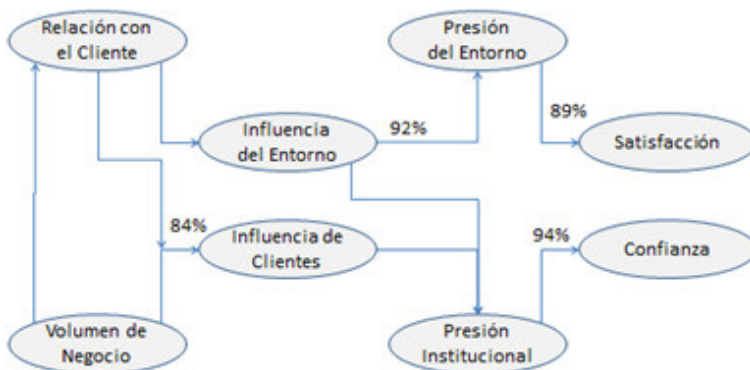 Relación con
el Cliente
Presión
del Entorno
92%
89%
Influencia
del Entorno
Satisfacción
84%
Influencia de
Clientes
94%
Confianza
Volumen de
Negocio
Presión
Institucional